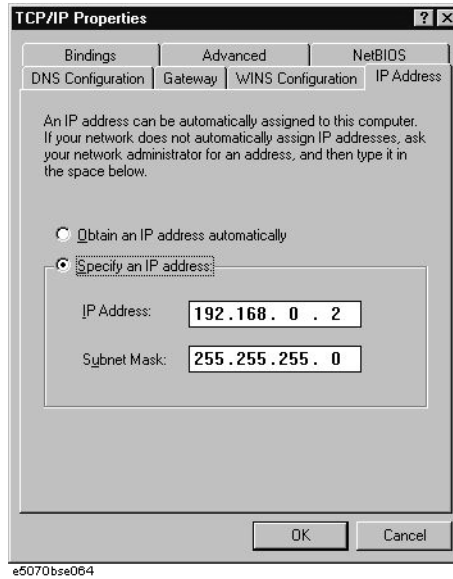 TCP/IP Properties
Bindings Advanced NetBIOS
DNS Configuration Gateway WINS Configuration IP Address
An IP address can be automatically assigned to this computer.
If your network does not automatically assign IP addresses, ask
your network administrator for an address, and then type it in
the space below.
Obtain an IP address automatically
Specify an IP address:
IP Address: 192.168. 0 . 2
Subnet Mask: 255.255.255. 0
OK Cancel
e5070bse064